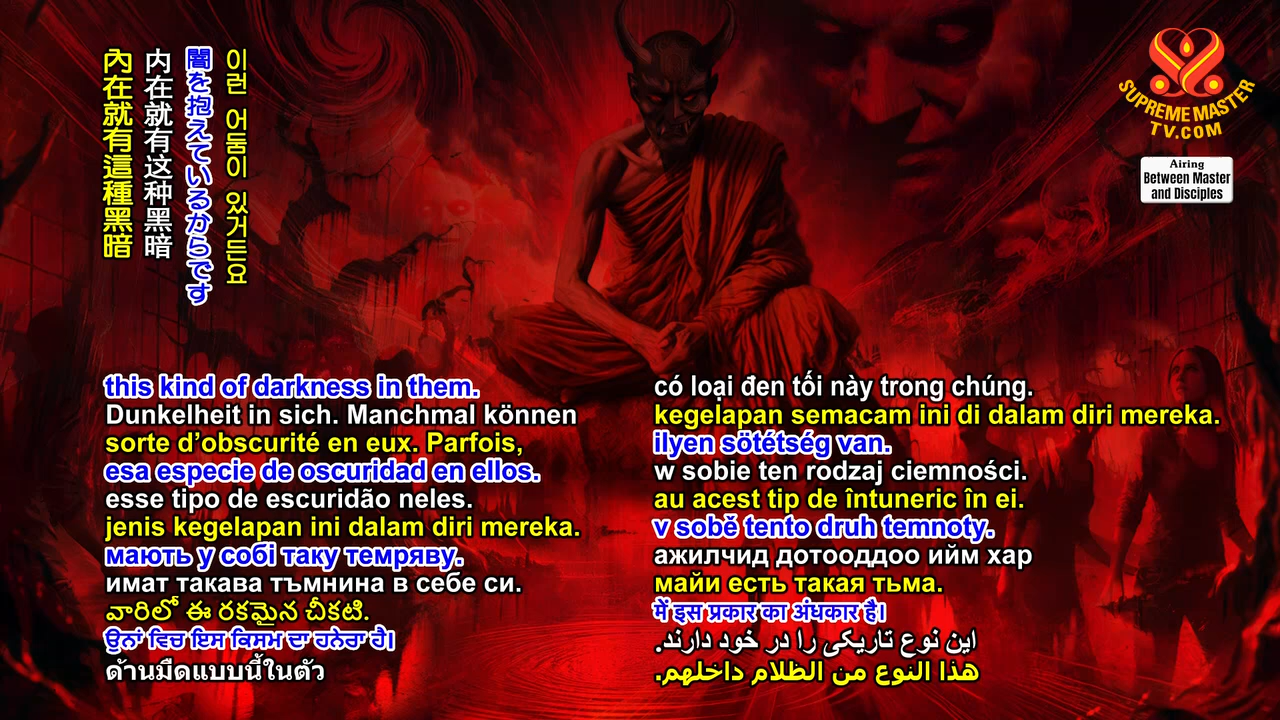 內在就有這種黑暗
内在就有这种黑暗
闇を抱えているからです
이런 어둠이 있거든요
SUPREME MASTER
TV.COM
Airing
Between Master
and Disciples
this kind of darkness in them.
Dunkelheit in sich. Manchmal können
sorte d’obscurité en eux. Parfois,
esa especie de oscuridad en ellos.
esse tipo de escuridão neles.
jenis kegelapan ini dalam diri mereka.
мають у собі таку темряву.
имат такава тъмнина в себе си.
వారిలో ఈ రకమైన చీకటి.
ਉਨਾਂ ਵਿਚ ਇਸ ਕਿਸਮ ਦਾ ਹਨੇਰਾ ਹੈ।
ด้านมืดแบบนี้ในตัว
có loại đen tối này trong chúng.
kegelapan semacam ini di dalam diri mereka.
ilyen sötétség van.
w sobie ten rodzaj ciemności.
au acest tip de întuneric în ei.
v sobě tento druh temnoty.
ажилчид дотооддоо ийм хар
майи есть такая тьма.
में इस प्रकार का अंधकार है।
این نوع تاریکی را در خود دارند.
هذا النوع من الظلام داخلهم.